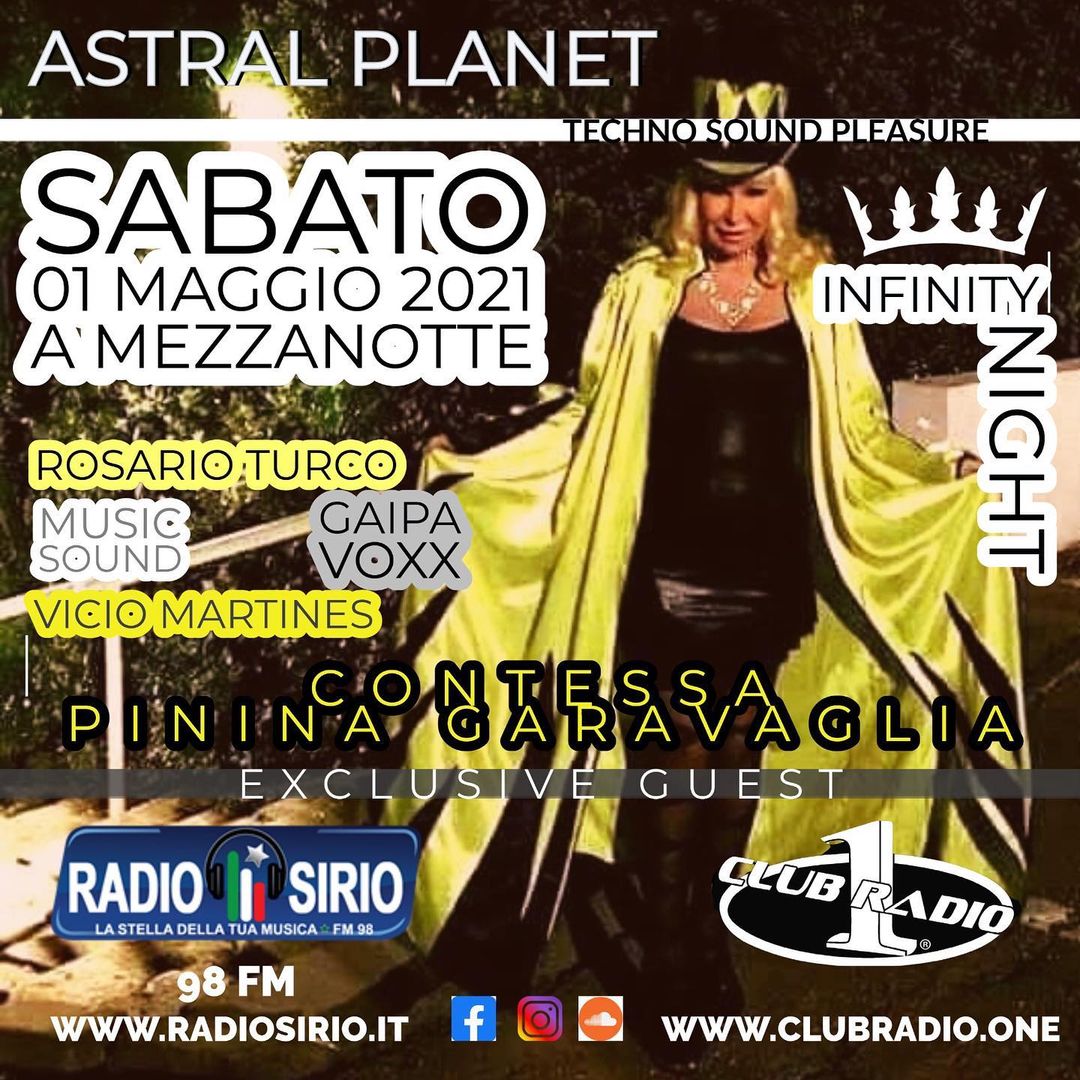 ASTRAL PLANET
TECHNO SOUND PLEASURE
SABATO
01 MAGGIO 2021
A MEZZANOTTE
INFINITY
NIGHT
ROSARIO TURCO
MUSIC
SOUND
GAIPA
VOXX
VICIO MARTINES
CONTESSA
PININA GARAVAGLIA
EXCLUSIVE GUEST
RADIO SIRIO
LA STELLA DELLA TUA MUSICA FM 98
1
CLUB RADIO
®
98 FM
WWW.RADIOSIRIO.IT
WWW.CLUBRADIO.ONE